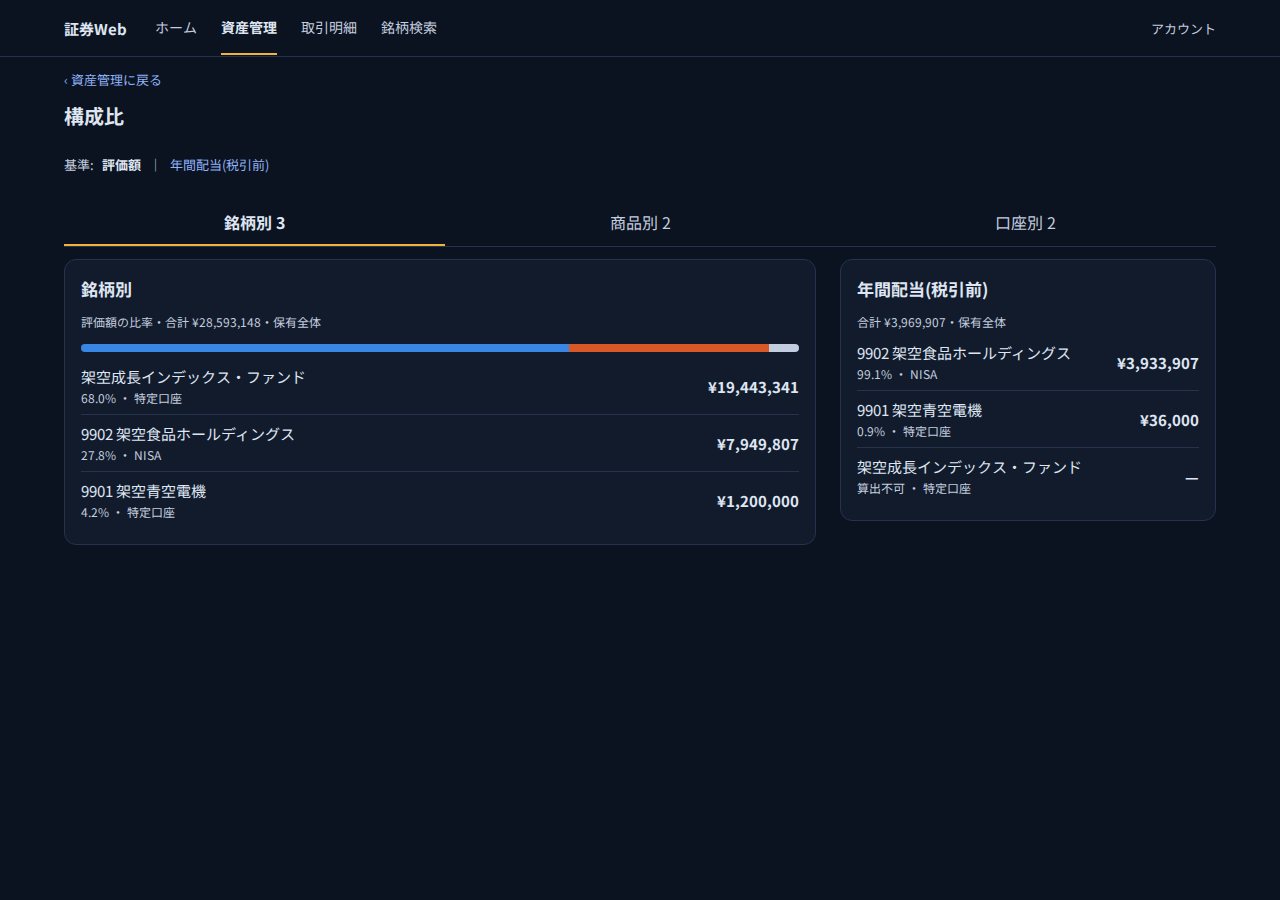 証券Web ホーム 資産管理 取引明細 銘柄検索 アカウント
‹ 資産管理に戻る
構成比
基準: 評価額 | 年間配当(税引前)
銘柄別 3 商品別 2 口座別 2
銘柄別
評価額の比率・合計 ¥28,593,148・保有全体
架空成長インデックス・ファンド ¥19,443,341
68.0% ・ 特定口座
9902 架空食品ホールディングス ¥7,949,807
27.8% ・ NISA
9901 架空青空電機 ¥1,200,000
4.2% ・ 特定口座
年間配当(税引前)
合計 ¥3,969,907・保有全体
9902 架空食品ホールディングス ¥3,933,907
99.1% ・ NISA
9901 架空青空電機 ¥36,000
0.9% ・ 特定口座
架空成長インデックス・ファンド —
算出不可 ・ 特定口座